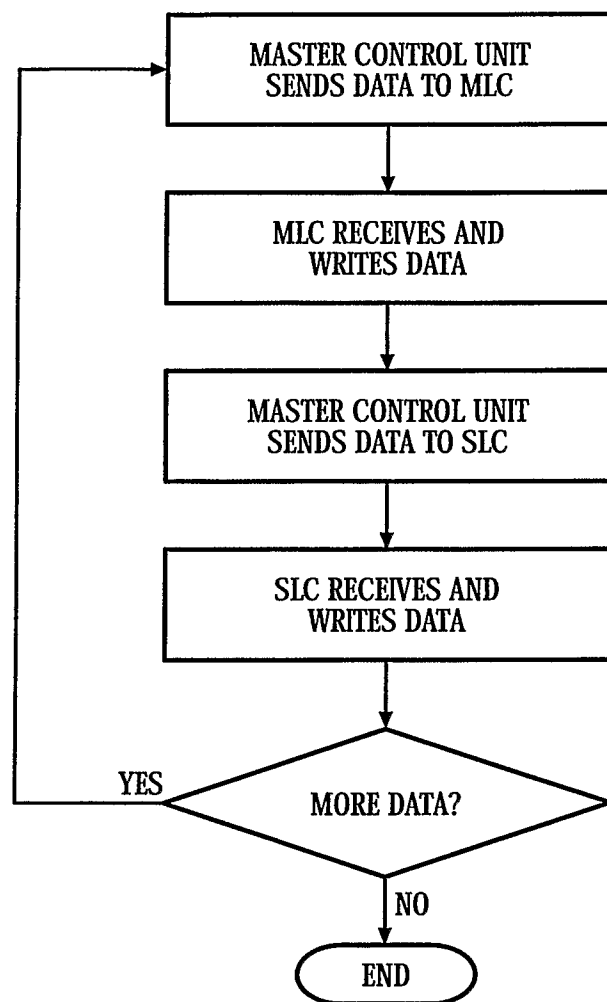 MASTER CONTROL UNIT
SENDS DATA TO MLC
MLC RECEIVES AND
WRITES DATA
MASTER CONTROL UNIT
SENDS DATA TO SLC
SLC RECEIVES AND
WRITES DATA
YES
MORE DATA?
NO
END